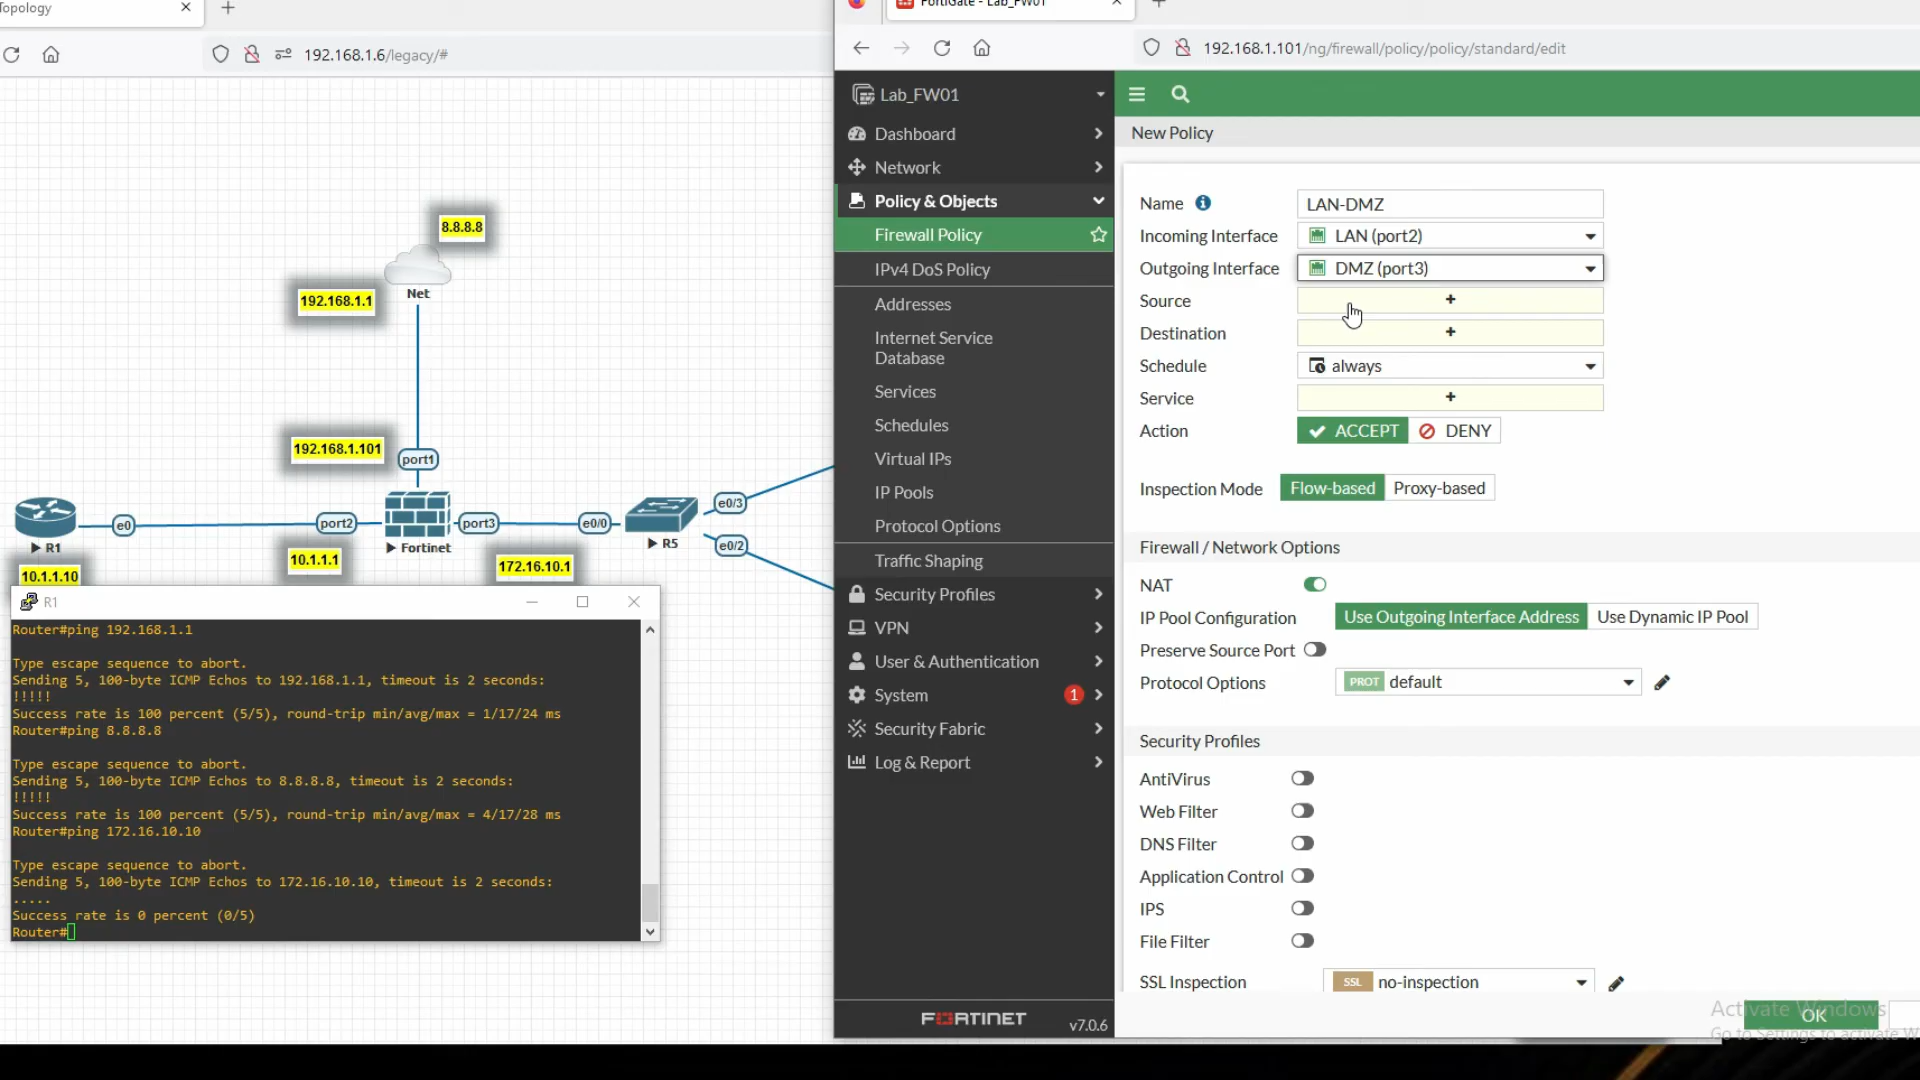 Topology
192.168.1.6/legacy/#
8.8.8.8
Net
192.168.1.1
192.168.1.101
port1
e0
port2
port3
e0/0
e0/3
e0/2
R1
Fortinet
R5
10.1.1.10
10.1.1.1
172.16.10.1
R1
Router#ping 192.168.1.1
Type escape sequence to abort.
Sending 5, 100-byte ICMP Echos to 192.168.1.1, timeout is 2 seconds:
!!!!!
Success rate is 100 percent (5/5), round-trip min/avg/max = 1/17/24 ms
Router#ping 8.8.8.8
Type escape sequence to abort.
Sending 5, 100-byte ICMP Echos to 8.8.8.8, timeout is 2 seconds:
!!!!!
Success rate is 100 percent (5/5), round-trip min/avg/max = 4/17/28 ms
Router#ping 172.16.10.10
Type escape sequence to abort.
Sending 5, 100-byte ICMP Echos to 172.16.10.10, timeout is 2 seconds:
.....
Success rate is 0 percent (0/5)
Router#
FortiGate - Lab_FW01
192.168.1.101/ng/firewall/policy/policy/standard/edit
Lab_FW01
Dashboard
Network
Policy & Objects
Firewall Policy
IPv4 DoS Policy
Addresses
Internet Service
Database
Services
Schedules
Virtual IPs
IP Pools
Protocol Options
Traffic Shaping
Security Profiles
VPN
User & Authentication
System 1
Security Fabric
Log & Report
FORTINET v7.0.6
New Policy
Name LAN-DMZ
Incoming Interface LAN (port2)
Outgoing Interface DMZ (port3)
Source +
Destination +
Schedule always
Service +
Action ACCEPT DENY
Inspection Mode Flow-based Proxy-based
Firewall / Network Options
NAT
IP Pool Configuration Use Outgoing Interface Address Use Dynamic IP Pool
Preserve Source Port
Protocol Options PROT default
Security Profiles
AntiVirus
Web Filter
DNS Filter
Application Control
IPS
File Filter
SSL Inspection SSL no-inspection
OK
Activate Windows
Go to Settings to activate W